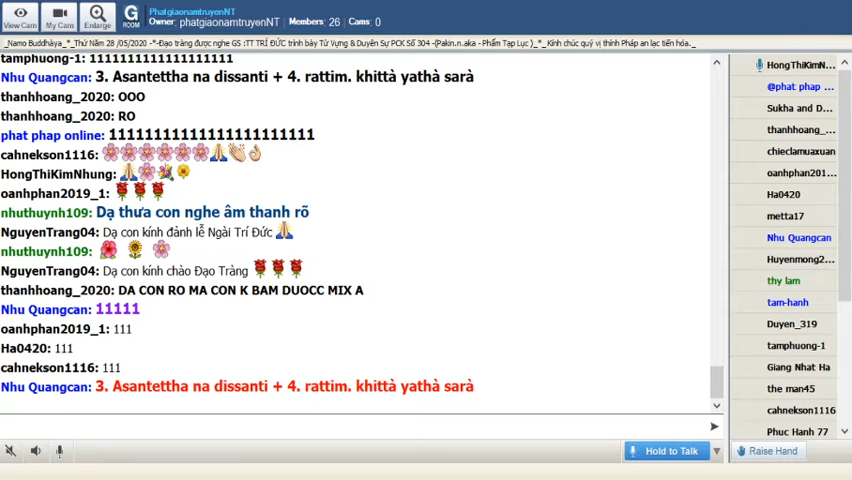 View Cam
My Cam
Enlarge
G
ROOM
PhatgiaonamtruyenNT
Owner: phatgiaonamtruyenNT Members: 26 Cams: 0
_Namo Buddhàya_*_Thứ Năm 28 /05/2020 -*-Đạo tràng được nghe GS :TT TRÍ ĐỨC trình bày Từ Vựng & Duyên Sự PCK Số 304 -(Pakin.n.aka - Phẩm Tạp Lục )_*_Kính chúc quý vị thính Pháp an lạc tiến hóa._
tamphuong-1: 1111111111111111111
Nhu Quangcan: 3. Asantettha na dissanti + 4. rattim. khittà yathà sarà
thanhhoang_2020: OOO
thanhhoang_2020: RO
phat phap online: 11111111111111111111111
cahnekson1116:
HongThiKimNhung:
oanhphan2019_1:
nhuthuynh109: Dạ thưa con nghe âm thanh rõ
NguyenTrang04: Dạ con kính đảnh lễ Ngài Trí Đức
nhuthuynh109:
NguyenTrang04: Dạ con kính chào Đạo Tràng
thanhhoang_2020: DA CON RO MA CON K BAM DUOCC MIX A
Nhu Quangcan: 11111
oanhphan2019_1: 111
Ha0420: 111
cahnekson1116: 111
Nhu Quangcan: 3. Asantettha na dissanti + 4. rattim. khittà yathà sarà
Hold to Talk
HongThiKimN...
@phat phap ...
Sukha and D...
thanhhoang_...
chieclamuaxuan
oanhphan201...
Ha0420
metta17
Nhu Quangcan
Huyenmong2...
thy lam
tam-hanh
Duyen_319
tamphuong-1
Giang Nhat Ha
the man45
cahnekson1116
Phuc Hanh 77
Raise Hand